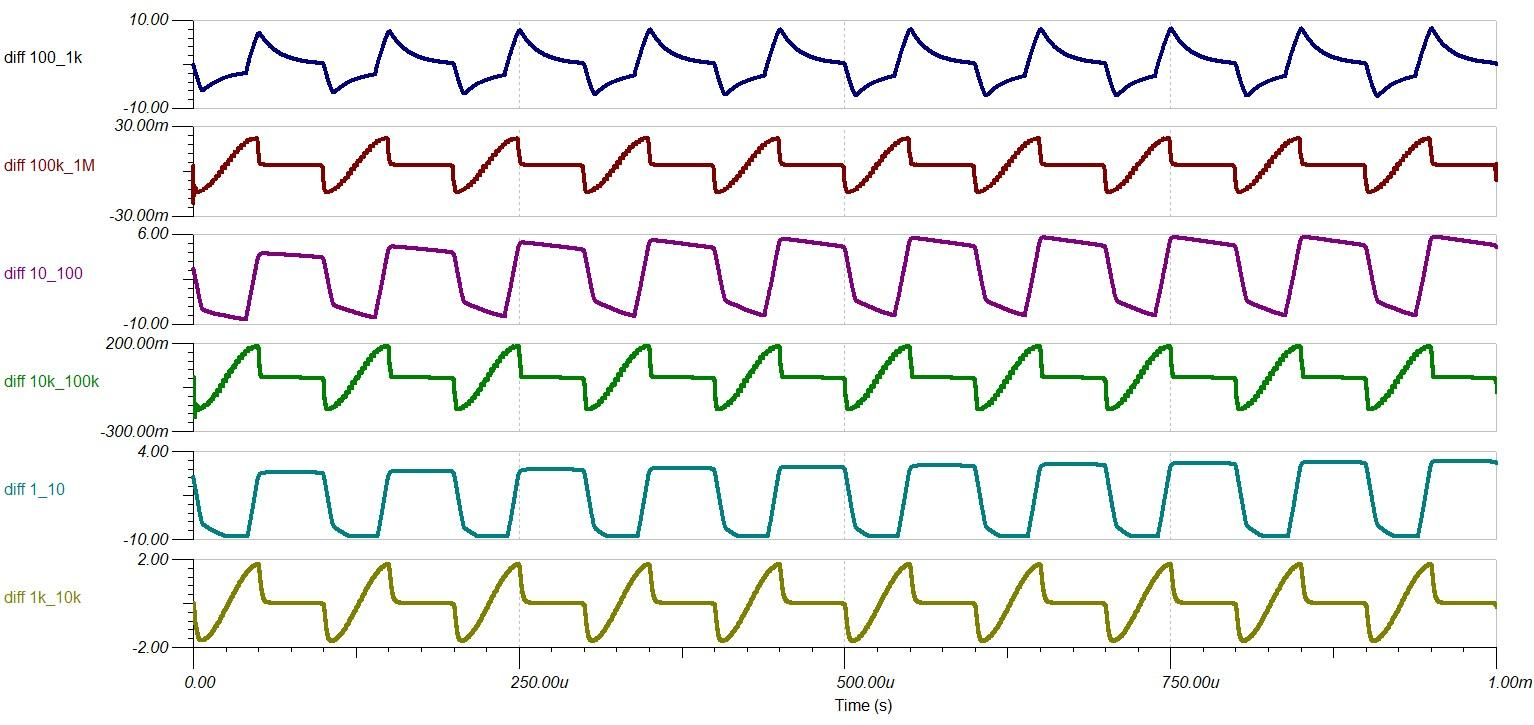 10.00
diff 100_1k
-10.00
30.00m
diff 100k_1M
-30.00m
6.00
diff 10_100
-10.00
200.00m
diff 10k_100k
-300.00m
4.00
diff 1_10
-10.00
2.00
diff 1k_10k
-2.00
0.00 250.00u 500.00u 750.00u 1.00m
Time (s)